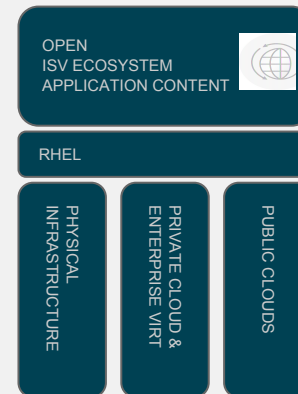 OPEN
ISV ECOSYSTEM
APPLICATION CONTENT
RHEL
PHYSICAL
INFRASTRUCTURE
PRIVATE CLOUD &
ENTERPRISE VIRT
PUBLIC CLOUDS